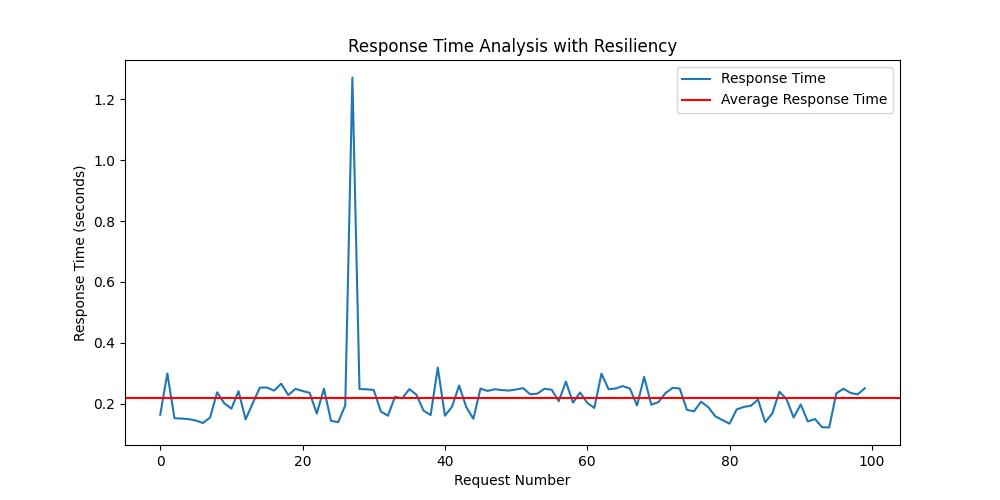 Response Time Analysis with Resiliency
Response Time
Average Response Time
Response Time (seconds)
1.2
1.0
0.8
0.6
0.4
0.2
0 20 40 60 80 100
Request Number